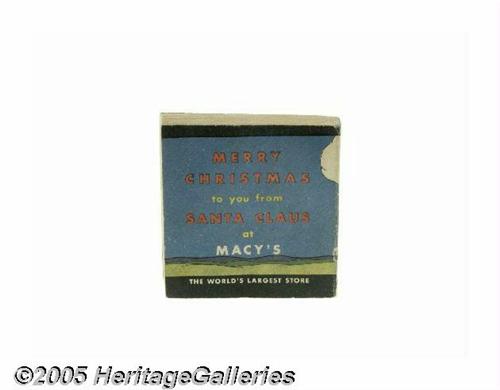 MERRY
CHRISTMAS
to you from
SANTA CLAUS
at
MACY'S
THE WORLD'S LARGEST STORE
©2005 HeritageGalleries